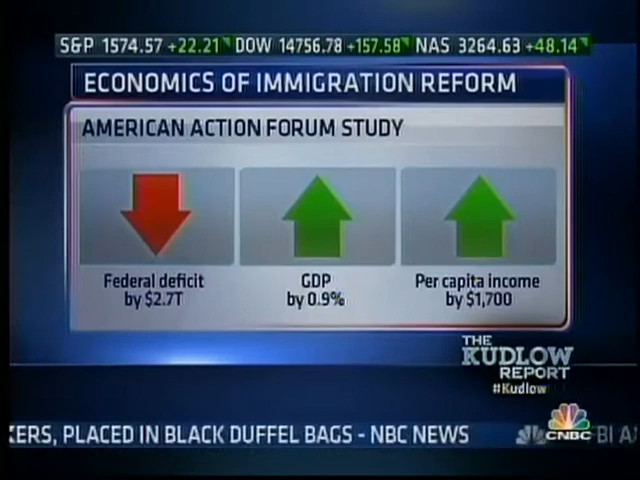 S&P 1574.57 +22.21 DOW 14756.78 +157.58 NAS 3264.63 +48.14
ECONOMICS OF IMMIGRATION REFORM
AMERICAN ACTION FORUM STUDY
Federal deficit
by $2.7T
GDP
by 0.9%
Per capita income
by $1,700
THE
KUDLOW
REPORT
#Kudlow
CNBC
KERS, PLACED IN BLACK DUFFEL BAGS - NBC NEWS